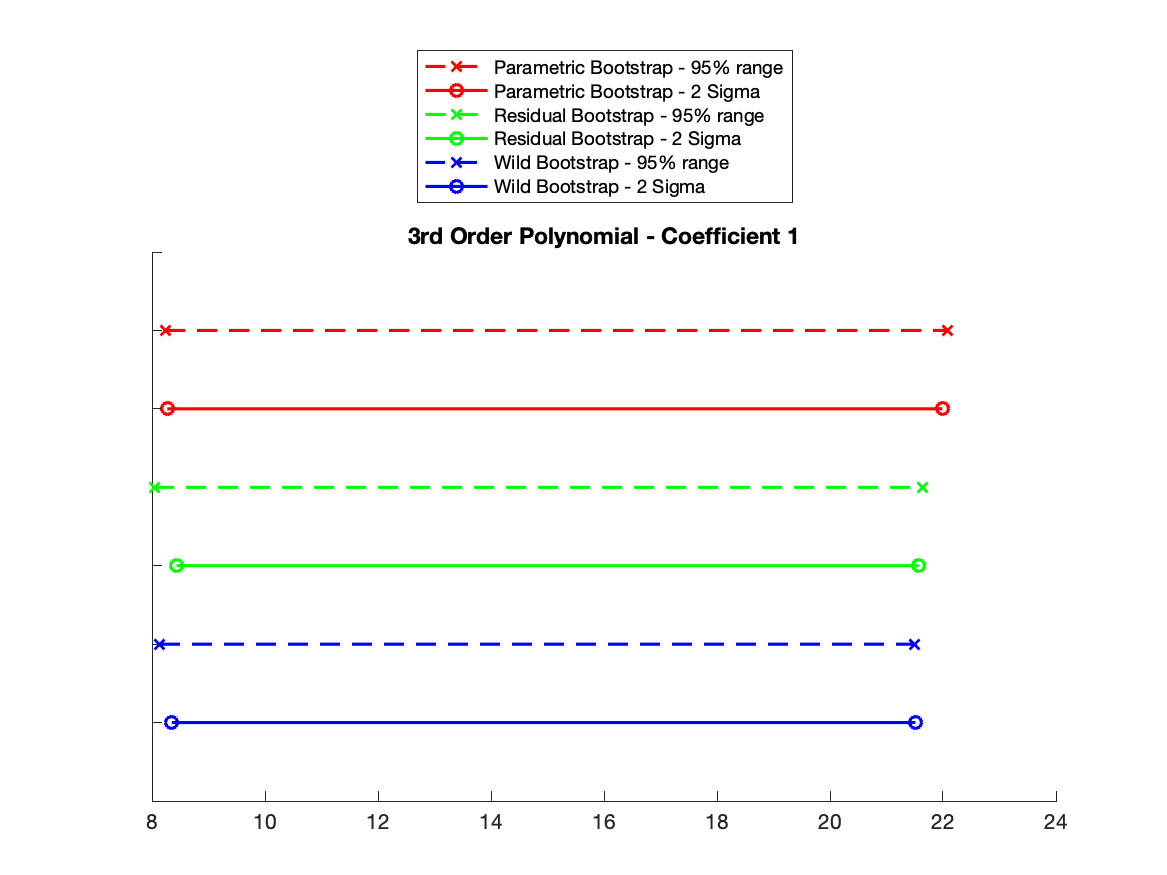 Parametric Bootstrap - 95% range
Parametric Bootstrap - 2 Sigma
Residual Bootstrap - 95% range
Residual Bootstrap - 2 Sigma
Wild Bootstrap - 95% range
Wild Bootstrap - 2 Sigma
3rd Order Polynomial - Coefficient 1
8 10 12 14 16 18 20 22 24